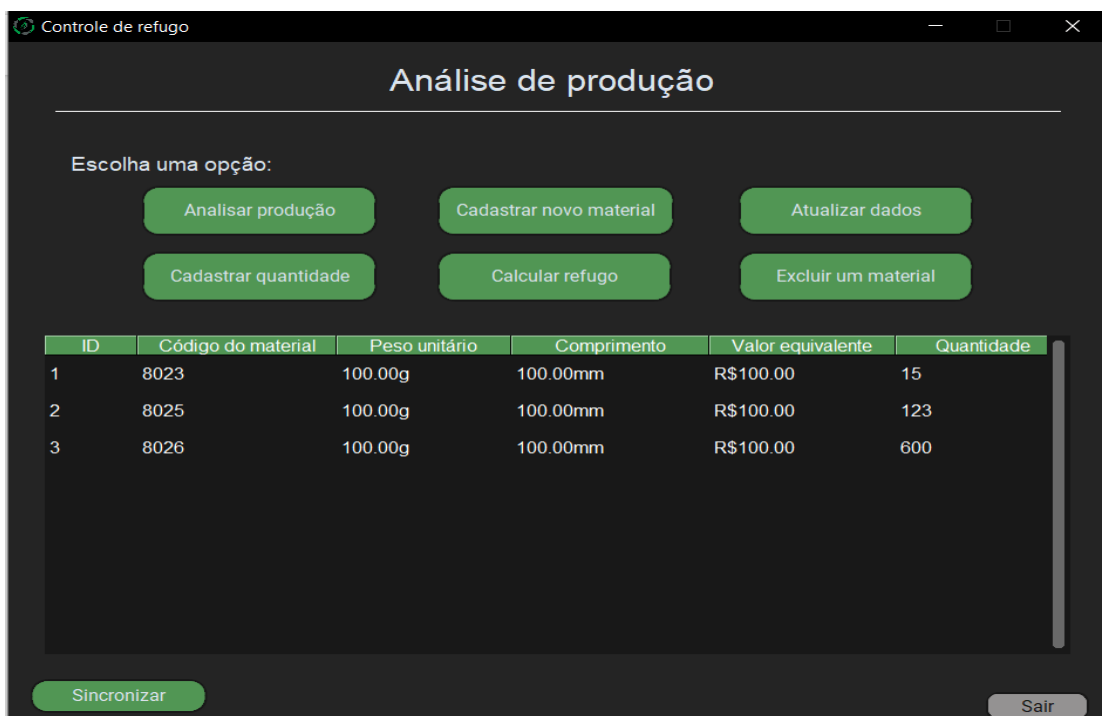 Controle de refugo
Análise de produção
Escolha uma opção:
Analisar produção Cadastrar novo material Atualizar dados
Cadastrar quantidade Calcular refugo Excluir um material
ID Código do material Peso unitário Comprimento Valor equivalente Quantidade
1 8023 100.00g 100.00mm R$100.00 15
2 8025 100.00g 100.00mm R$100.00 123
3 8026 100.00g 100.00mm R$100.00 600
Sincronizar
Sair